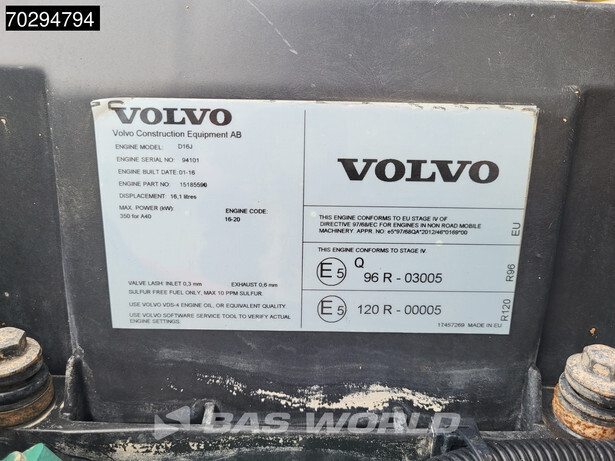 70294794
VOLVO
Volvo Construction Equipment AB
ENGINE MODEL: D16J
ENGINE SERIAL NO: 94101
ENGINE BUILT DATE: 01-16
ENGINE PART NO: 15185590
DISPLACEMENT: 16,1 litres
MAX. POWER (kW):
350 for A40
ENGINE CODE:
16-20
VALVE LASH: INLET 0,3 mm EXHAUST 0,8 mm
SULFUR FREE FUEL ONLY, MAX 10 PPM SULFUR.
USE VOLVO VDS-4 ENGINE OIL, OR EQUIVALENT QUALITY.
USE VOLVO SOFTWARE SERVICE TOOL TO VERIFY ACTUAL
ENGINE SETTINGS.
VOLVO
THIS ENGINE CONFORMS TO EU STAGE IV OF
DIRECTIVE 97/68/EC FOR ENGINES IN NON ROAD MOBILE
MACHINERY. APPR. NO: e5*97/68QA*2012/46*0169*00
EU
THIS ENGINE CONFORMS TO STAGE IV.
E5 Q 96 R - 03005
R96
E5 120 R - 00005
R120
17457269 MADE IN EU
BAS WORLD